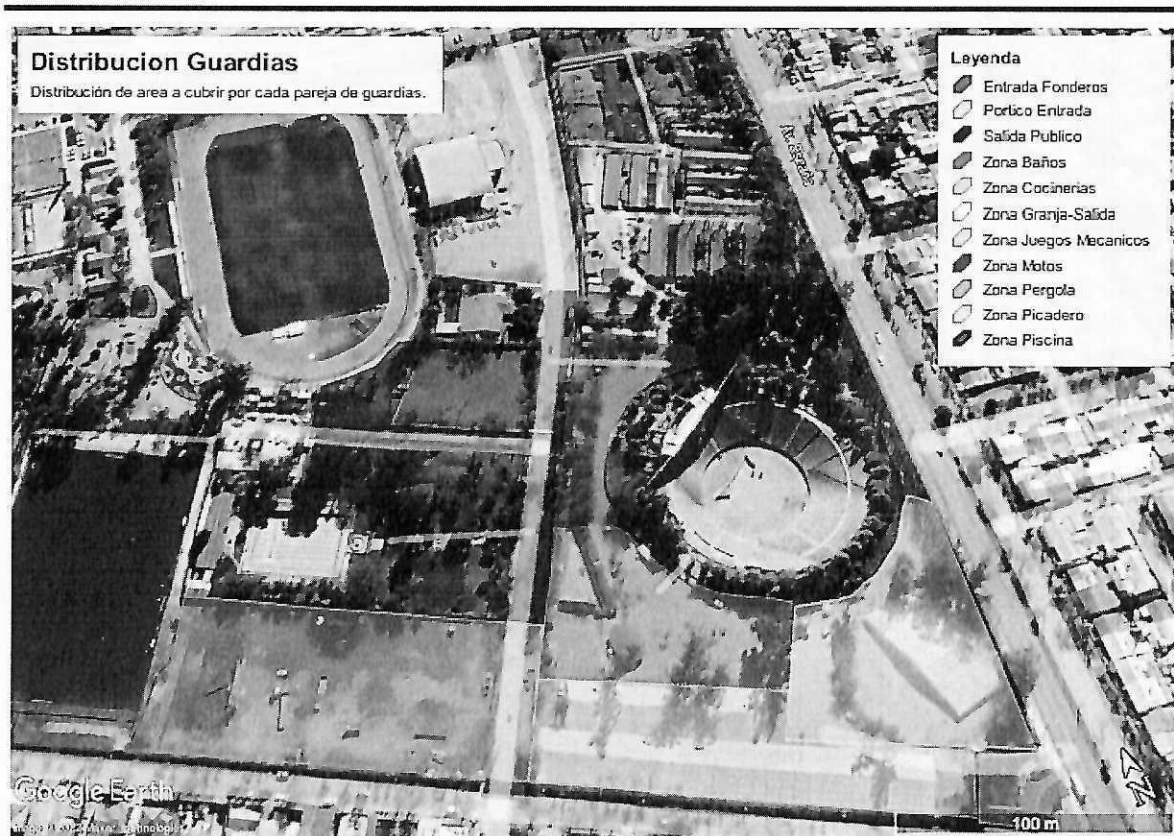 Distribucion Guardias
Distribución de area a cubrir por cada pareja de guardias.
Leyenda
Entrada Fonderos
Portico Entrada
Salida Publico
Zona Baños
Zona Cocinerias
Zona Granja-Salida
Zona Juegos Mecanicos
Zona Motos
Zona Pergola
Zona Picadero
Zona Piscina
Google Earth
100 m